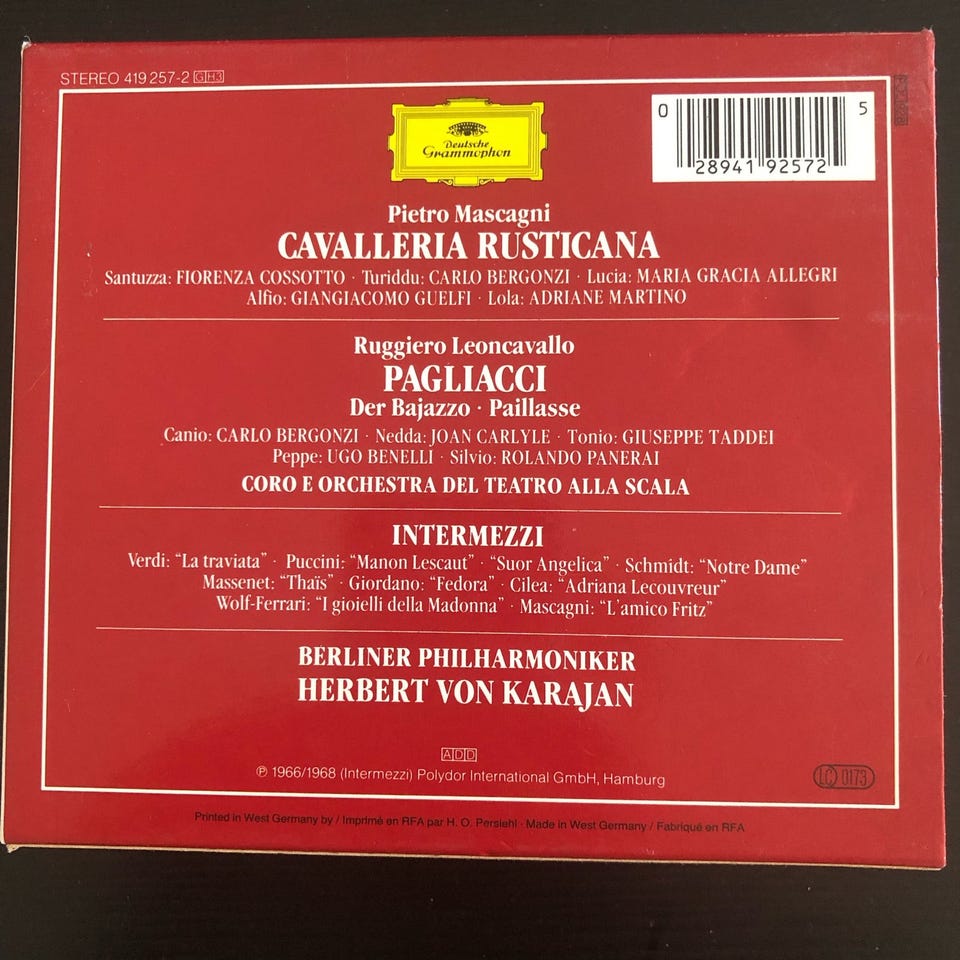 STEREO 419 257-2 GH3
Deutsche
Grammophon
0 28941 92572 5
Pietro Mascagni
CAVALLERIA RUSTICANA
Santuzza: FIORENZA COSSOTTO · Turiddu: CARLO BERGONZI · Lucia: MARIA GRACIA ALLEGRI
Alfio: GIANGIACOMO GUELFI · Lola: ADRIANE MARTINO
Ruggiero Leoncavallo
PAGLIACCI
Der Bajazzo · Paillasse
Canio: CARLO BERGONZI · Nedda: JOAN CARLYLE · Tonio: GIUSEPPE TADDEI
Peppe: UGO BENELLI · Silvio: ROLANDO PANERAI
CORO E ORCHESTRA DEL TEATRO ALLA SCALA
INTERMEZZI
Verdi: “La traviata” · Puccini: “Manon Lescaut” · “Suor Angelica” · Schmidt: “Notre Dame”
Massenet: “Thaïs” · Giordano: “Fedora” · Cilea: “Adriana Lecouvreur”
Wolf-Ferrari: “I gioielli della Madonna” · Mascagni: “L'amico Fritz”
BERLINER PHILHARMONIKER
HERBERT VON KARAJAN
ADD
℗ 1966/1968 (Intermezzi) Polydor International GmbH, Hamburg
LC 0173
Printed in West Germany by / Imprimé en RFA par H. O. Persiehl · Made in West Germany / Fabriqué en RFA